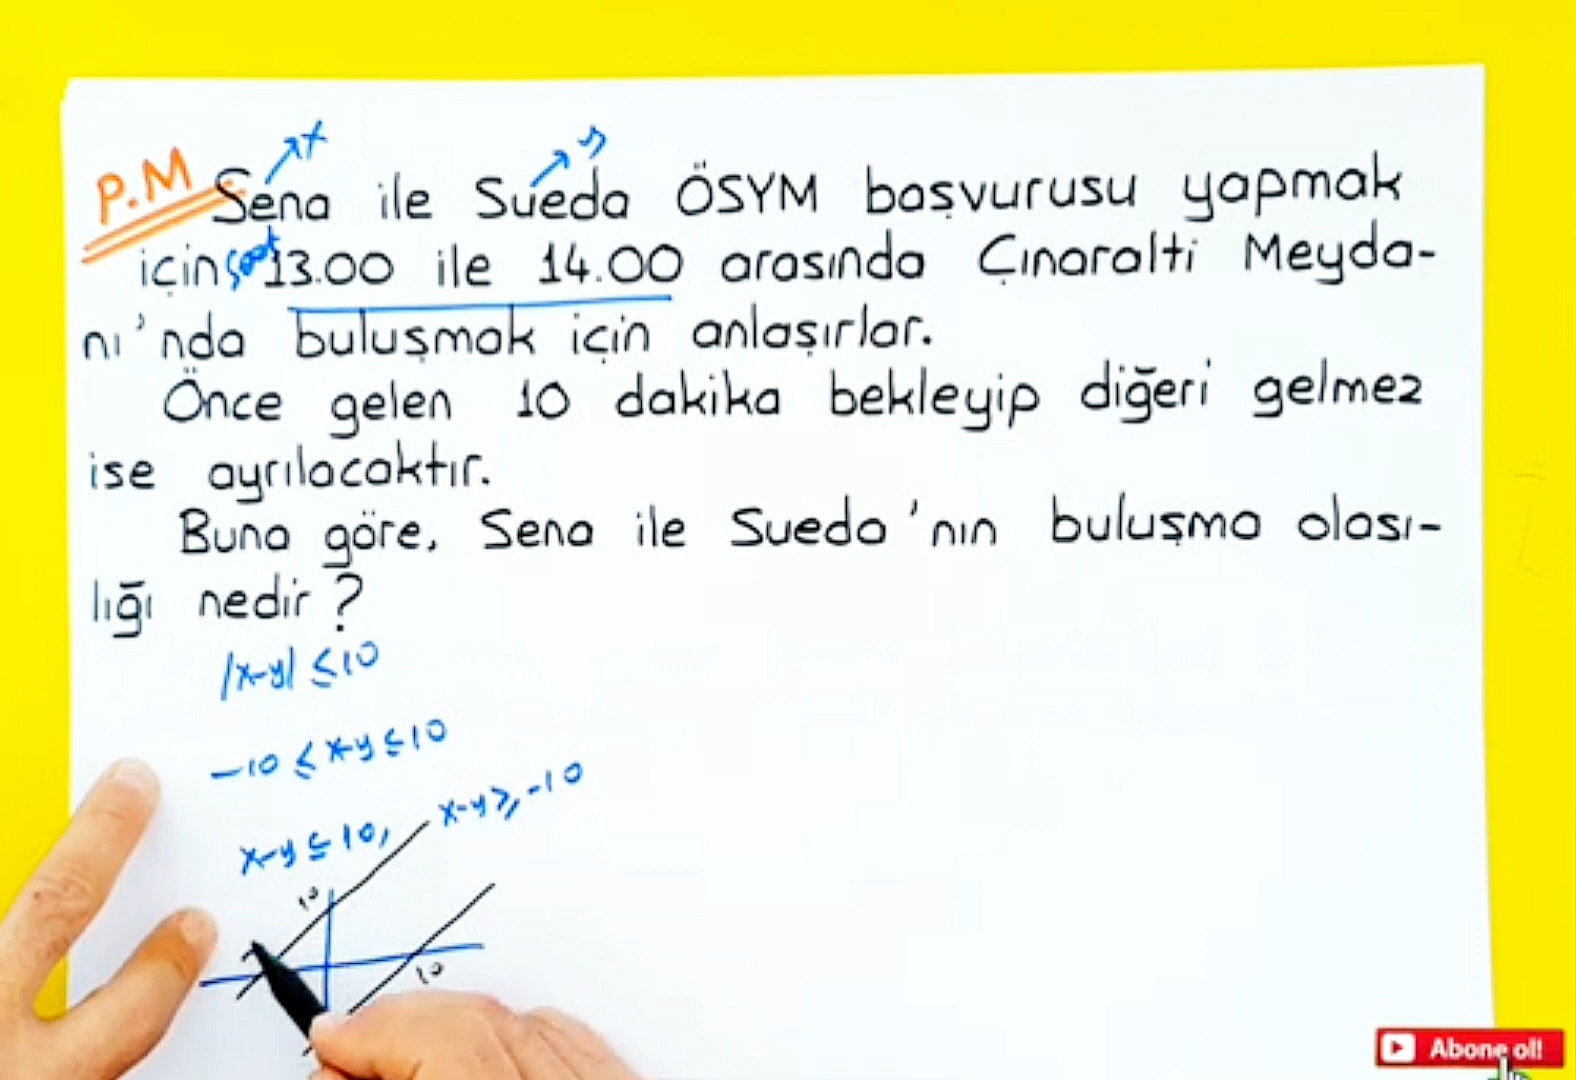 x
y
P.M Sena ile Sueda ÖSYM başvurusu yapmak
için saat 13.00 ile 14.00 arasında Çınaraltı Meyda-
nı'nda buluşmak için anlaşırlar.
Önce gelen 10 dakika bekleyip diğeri gelmez
ise ayrılacaktır.
Buna göre, Sena ile Sueda'nın buluşma olası-
lığı nedir?
|x-y| ≤10
-10 ≤ x-y ≤ 10
x-y ≤ 10, x-y ≥ -10
10
10
Abone ol!